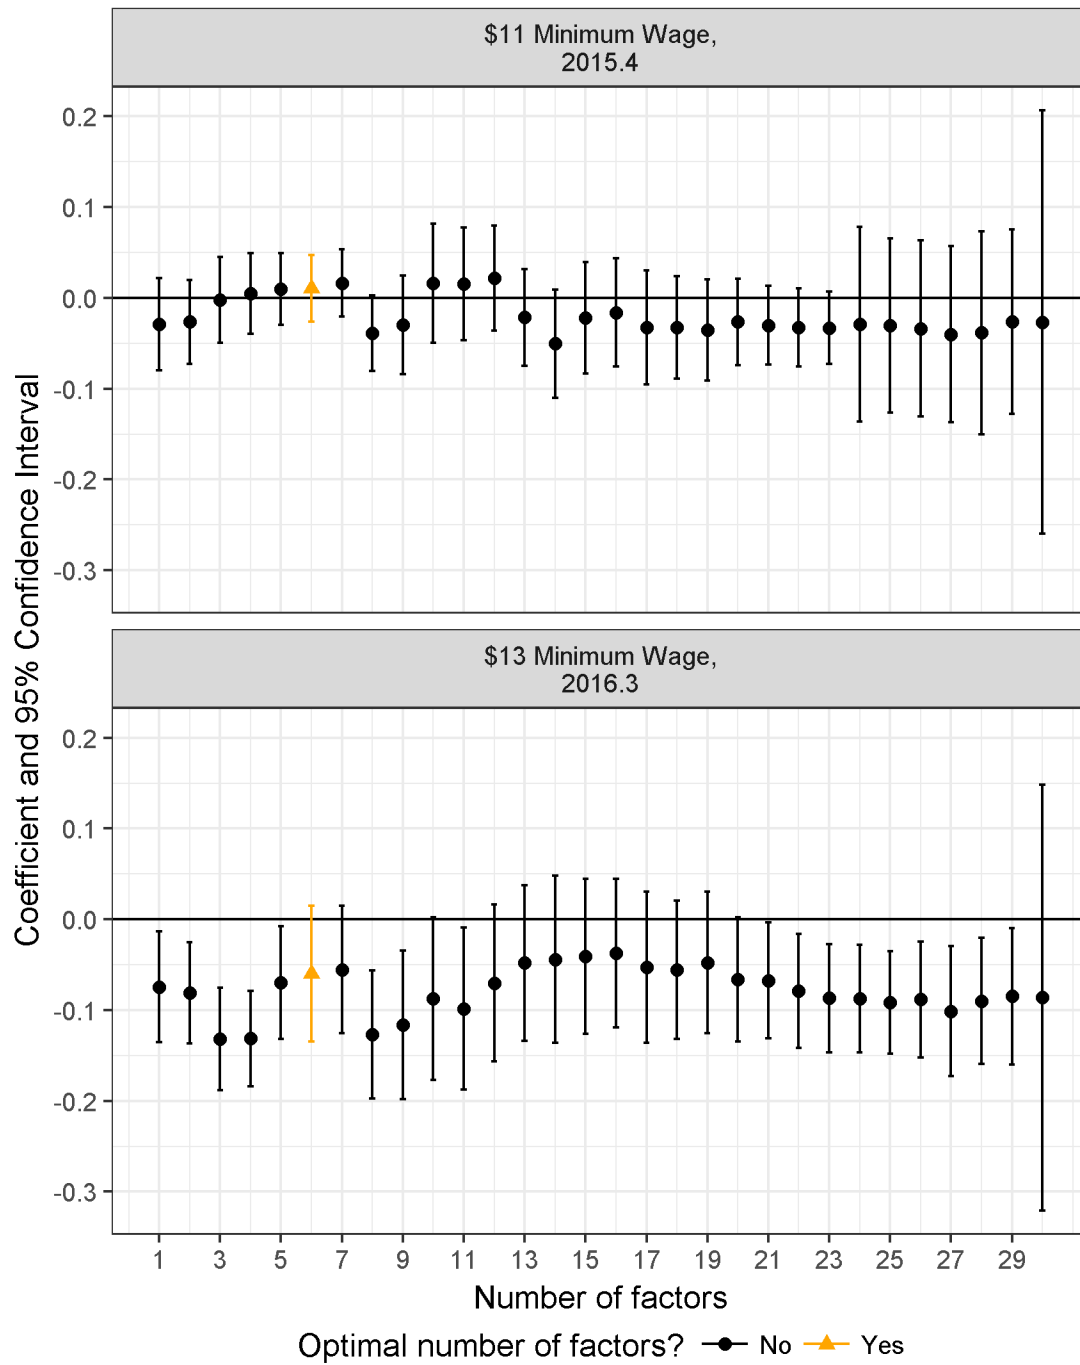 $11 Minimum Wage,
2015.4
0.2
0.1
0.0
-0.1
-0.2
-0.3
Coefficient and 95% Confidence Interval
$13 Minimum Wage,
2016.3
0.2
0.1
0.0
-0.1
-0.2
-0.3
1 3 5 7 9 11 13 15 17 19 21 23 25 27 29
Number of factors
Optimal number of factors? No Yes